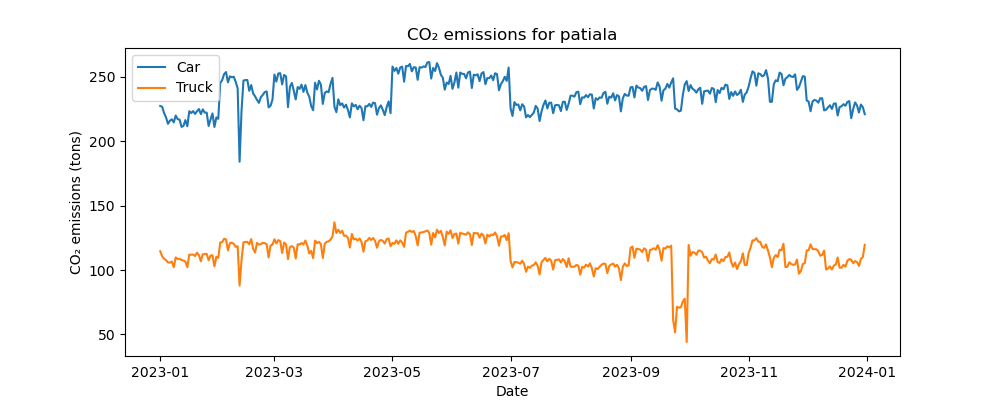 CO₂ emissions for patiala
Car
Truck
CO₂ emissions (tons)
250
200
150
100
50
2023-01
2023-03
2023-05
2023-07
2023-09
2023-11
2024-01
Date